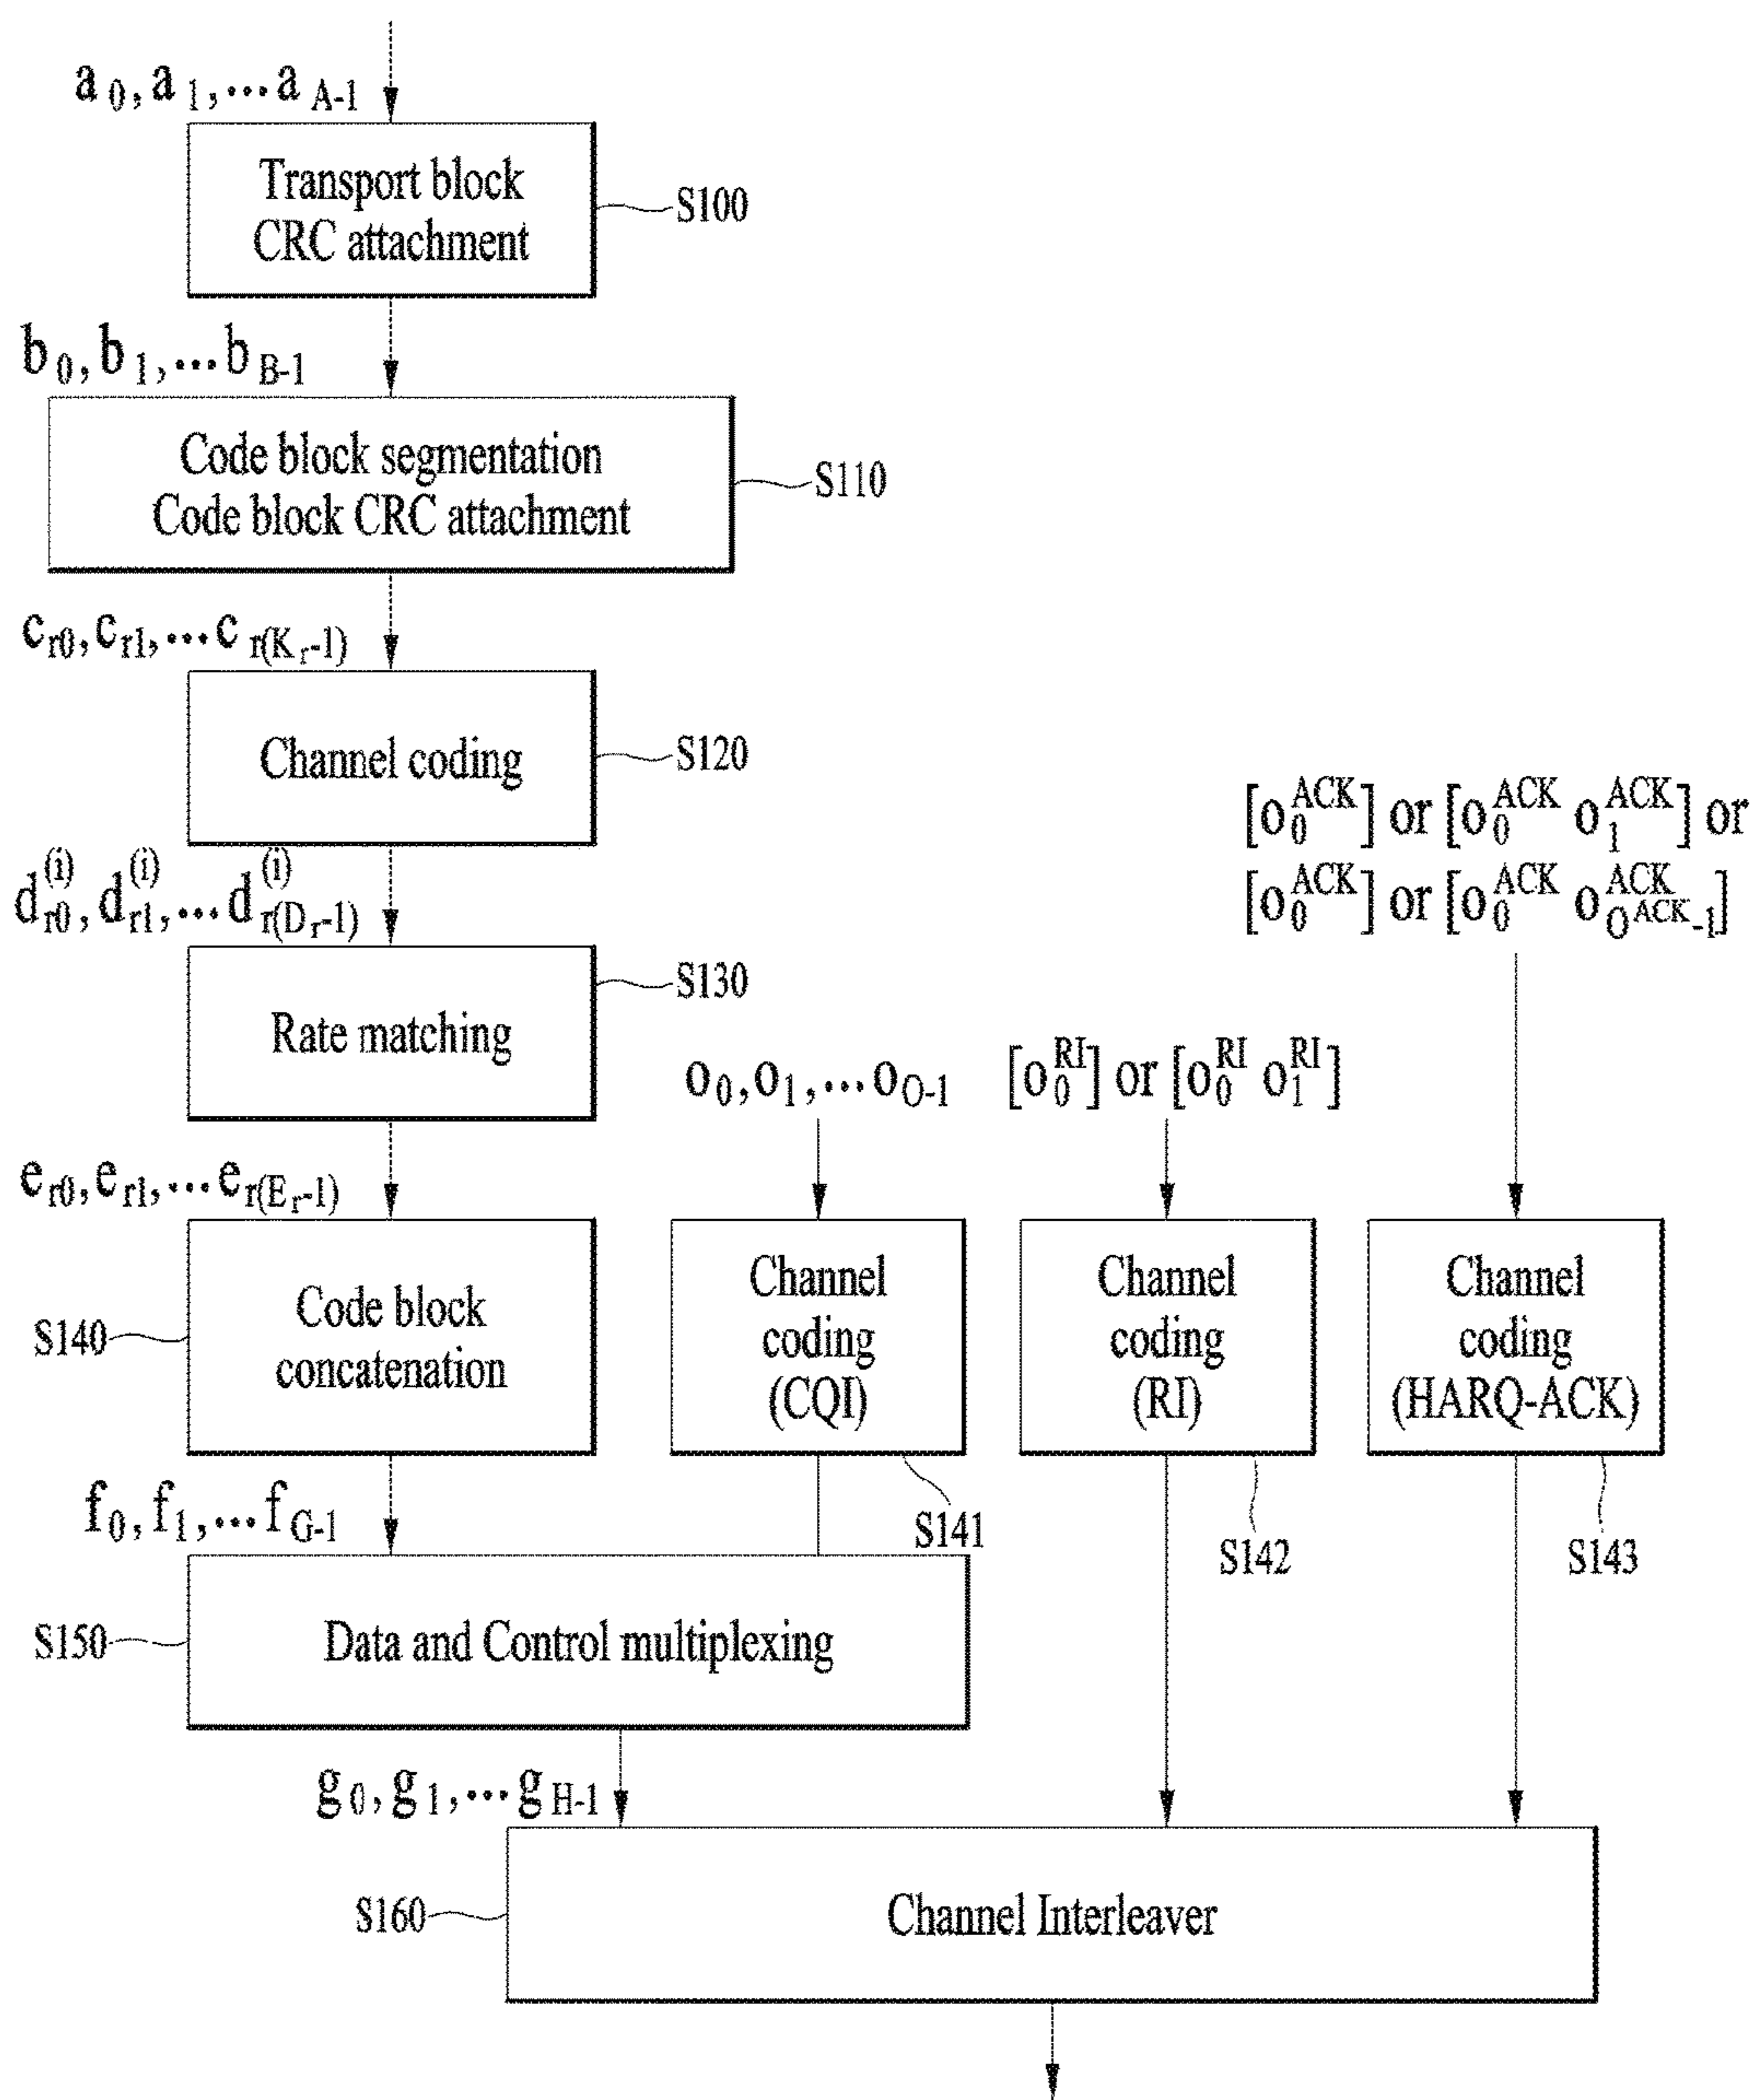 a0, a1, ... aA-1
Transport block
CRC attachment
S100
b0, b1, ... bB-1
Code block segmentation
Code block CRC attachment
S110
cr0, cr1, ... cr(Kr-1)
Channel coding
S120
dr0(i), dr1(i), ... dr(Dr-1)(i)
Rate matching
S130
[o0ACK] or [o0ACK o1ACK] or
[o0ACK] or [o0ACK oOACK-1ACK]
o0, o1, ... oO-1
[o0RI] or [o0RI o1RI]
er0, er1, ... er(Er-1)
Code block
concatenation
S140
Channel
coding
(CQI)
S141
Channel
coding
(RI)
S142
Channel
coding
(HARQ-ACK)
S143
f0, f1, ... fG-1
S150
Data and Control multiplexing
g0, g1, ... gH-1
S160
Channel Interleaver